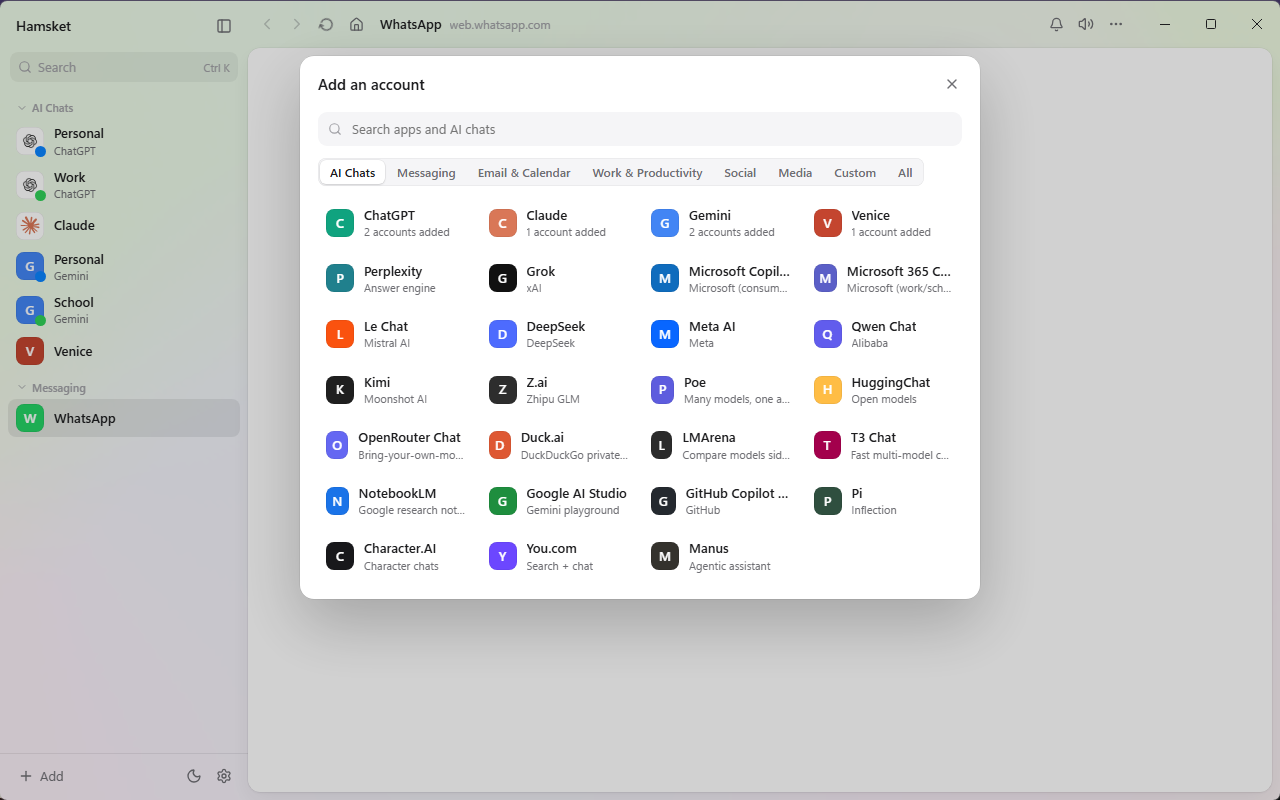 Hamsket
WhatsApp web.whatsapp.com
Search Ctrl K
AI Chats
Personal
ChatGPT
Work
ChatGPT
Claude
G
Personal
Gemini
G
School
Gemini
V
Venice
Messaging
W
WhatsApp
Add
Add an account
Search apps and AI chats
AI Chats Messaging Email & Calendar Work & Productivity Social Media Custom All
C
ChatGPT
2 accounts added
C
Claude
1 account added
G
Gemini
2 accounts added
V
Venice
1 account added
P
Perplexity
Answer engine
G
Grok
xAI
M
Microsoft Copil...
Microsoft (consum...
M
Microsoft 365 C...
Microsoft (work/sch...
L
Le Chat
Mistral AI
D
DeepSeek
DeepSeek
M
Meta AI
Meta
Q
Qwen Chat
Alibaba
K
Kimi
Moonshot AI
Z
Z.ai
Zhipu GLM
P
Poe
Many models, one a...
H
HuggingChat
Open models
O
OpenRouter Chat
Bring-your-own-mo...
D
Duck.ai
DuckDuckGo private...
L
LMArena
Compare models sid...
T
T3 Chat
Fast multi-model c...
N
NotebookLM
Google research not...
G
Google AI Studio
Gemini playground
G
GitHub Copilot ...
GitHub
P
Pi
Inflection
C
Character.AI
Character chats
Y
You.com
Search + chat
M
Manus
Agentic assistant